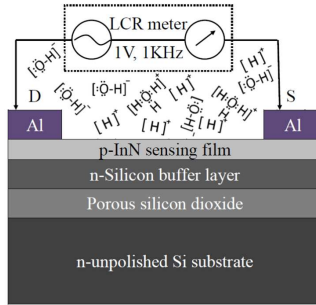 LCR meter
1V, 1KHz
[:Ö-H]⁻
[:Ö-H]⁻
[:Ö-H]⁻
[H]⁺
[:Ö-H]⁻
D
[H:Ö:H]⁺
H
[H]⁺
[H:Ö:H]⁺
H
S
[H]⁺
[H]⁺
[H:Ö:]⁻
[H]⁺
[H]⁺
Al
Al
p-InN sensing film
n-Silicon buffer layer
Porous silicon dioxide
n-unpolished Si substrate